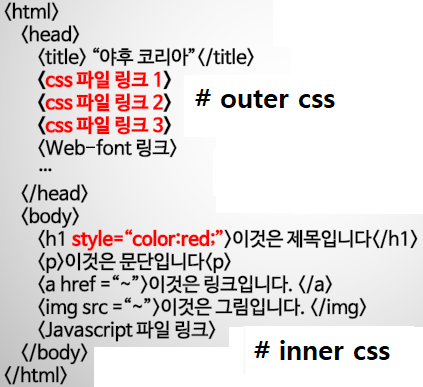 <html>
<head>
<title> “야후 코리아”</title>
<css 파일 링크 1>
<css 파일 링크 2>
# outer css
<css 파일 링크 3>
<Web-font 링크>
...
</head>
<body>
<h1 style=“color:red;”>이것은 제목입니다</h1>
<p>이것은 문단입니다<p>
<a href =“~”>이것은 링크입니다. </a>
<img src =“~”>이것은 그림입니다. </img>
<Javascript 파일 링크>
# inner css
</body>
</html>